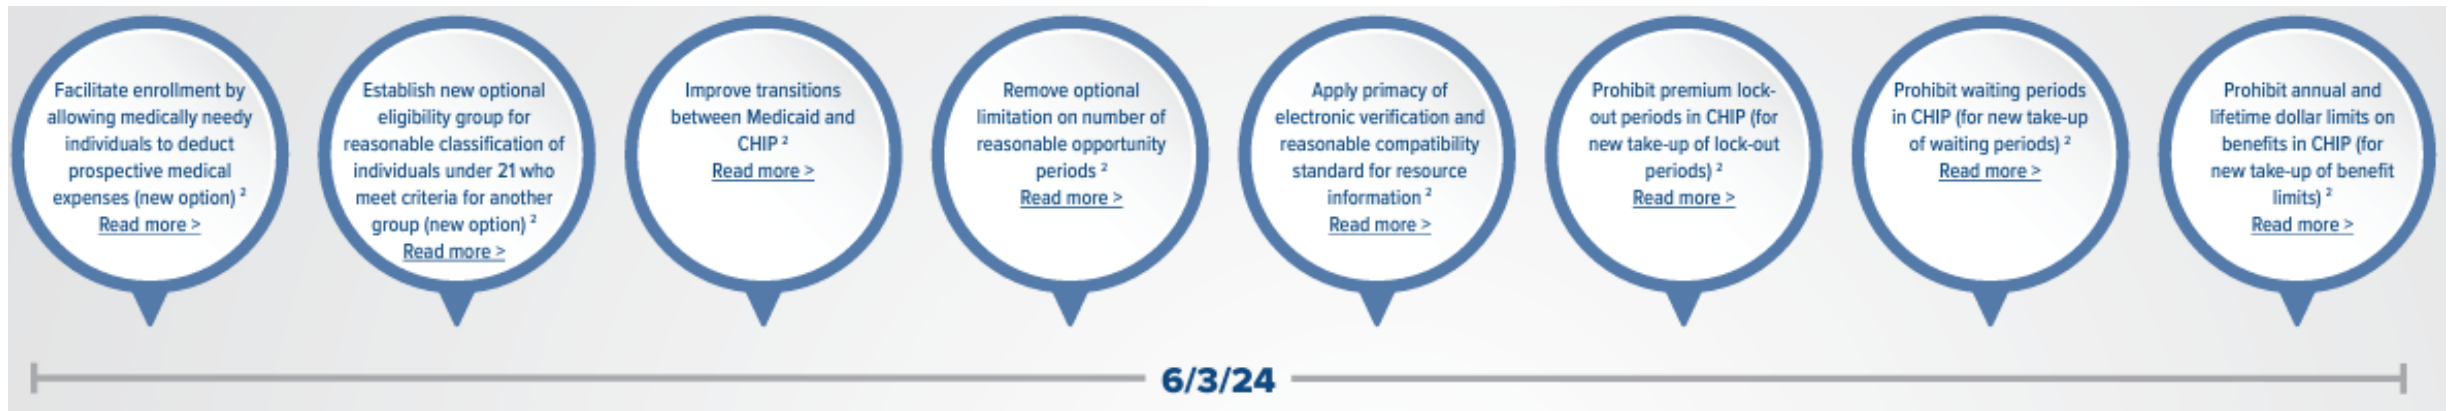 Facilitate enrollment by
allowing medically needy
individuals to deduct
prospective medical
expenses (new option) ²
Read more >
Establish new optional
eligibility group for
reasonable classification of
individuals under 21 who
meet criteria for another
group (new option) ²
Read more >
Improve transitions
between Medicaid and
CHIP ²
Read more >
Remove optional
limitation on number of
reasonable opportunity
periods ²
Read more >
Apply primacy of
electronic verification and
reasonable compatibility
standard for resource
information ²
Read more >
Prohibit premium lock-
out periods in CHIP (for
new take-up of lock-out
periods) ²
Read more >
Prohibit waiting periods
in CHIP (for new take-up
of waiting periods) ²
Read more >
Prohibit annual and
lifetime dollar limits on
benefits in CHIP (for
new take-up of benefit
limits) ²
Read more >
6/3/24